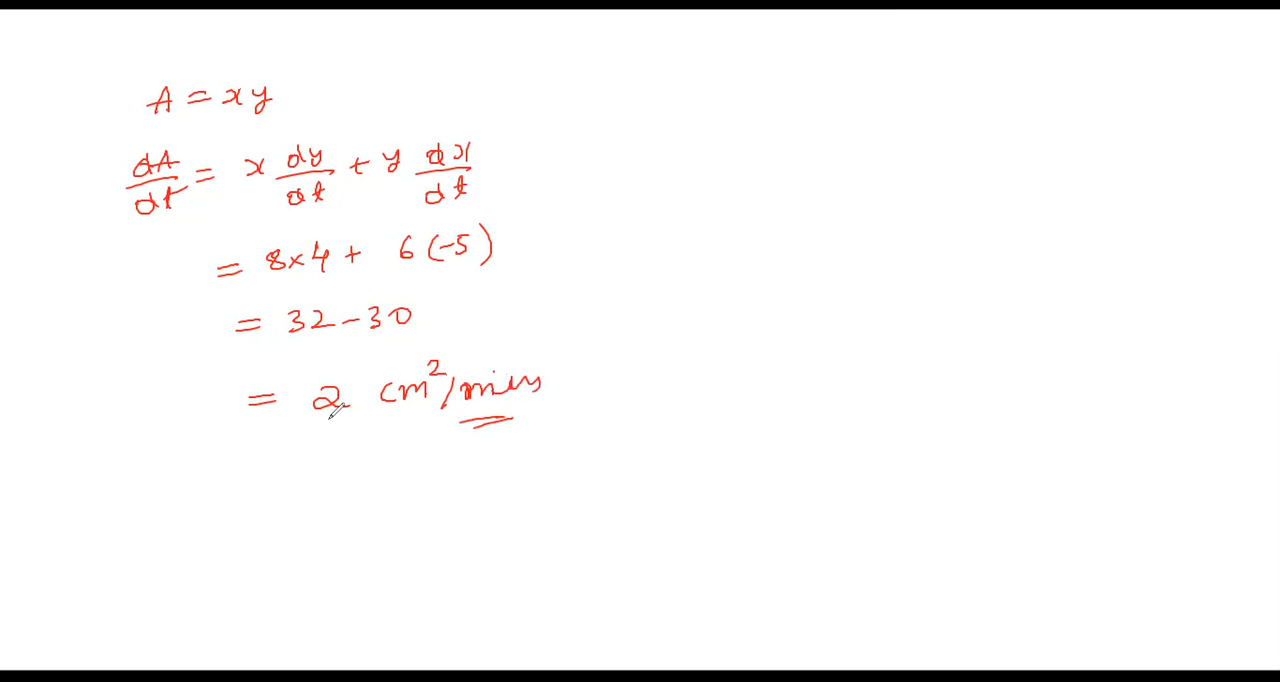 A = xy
dA/dt = x dy/dt + y dx/dt
= 8×4 + 6(-5)
= 32-30
= 2 cm²/min